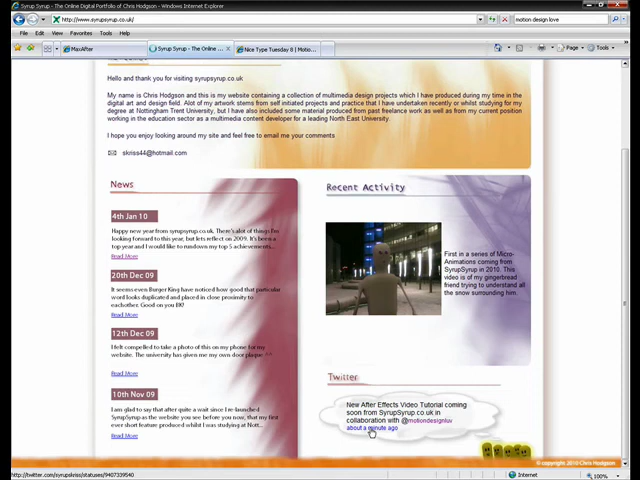 Syrup Syrup - The Online Digital Portfolio of Chris Hodgson - Windows Internet Explorer
http://www.syrupsyrup.co.uk/
motion design love
File Edit View Favorites Tools Help
MaxAfter
Syrup Syrup - The Online ...
Nice Type Tuesday 8 | Motio...
Page
Tools
Hello and thank you for visiting syrupsyrup.co.uk
My name is Chris Hodgson and this is my website containing a collection of multimedia design projects which I have produced during my time in the
digital art and design field. Alot of my artwork stems from self initiated projects and practice that I have undertaken recently or whilst studying for my
degree at Nottingham Trent University, but I have also included some material produced from past freelance work as well as from my current position
working in the education sector as a multimedia content developer for a leading North East University.
I hope you enjoy looking around my site and feel free to email me your comments
skriss44@hotmail.com
News
4th Jan 10
Happy new year from syrupsyrup.co.uk. There's alot of things I'm
looking forward to this year, but lets reflect on 2009. It's been a
top year and I would like to rundown my top 5 achievements...
Read More
20th Dec 09
It seems even Burger King have noticed how good that particular
word looks duplicated and placed in close proximity to
eachother. Good on you BK!
Read More
12th Dec 09
I felt compelled to take a photo of this on my phone for my
website. The university has given me my own door plaque ^^
Read More
10th Nov 09
I am glad to say that after quite a wait since I re-launched
SyrupSyrup as the website you see before you now, that my first
ever short feature produced whilst I was studying at Nott...
Read More
Recent Activity
First in a series of Micro-
Animations coming from
SyrupSyrup in 2010. This
video is of my gingerbread
friend trying to understand all
the snow surrounding him.
Twitter
New After Effects Video Tutorial coming
soon from SyrupSyrup.co.uk in
collaboration with @motiondesignluv
about a minute ago
© copyright 2010 Chris Hodgson
http://twitter.com/syrupskriss/statuses/9407339540
Internet
100%